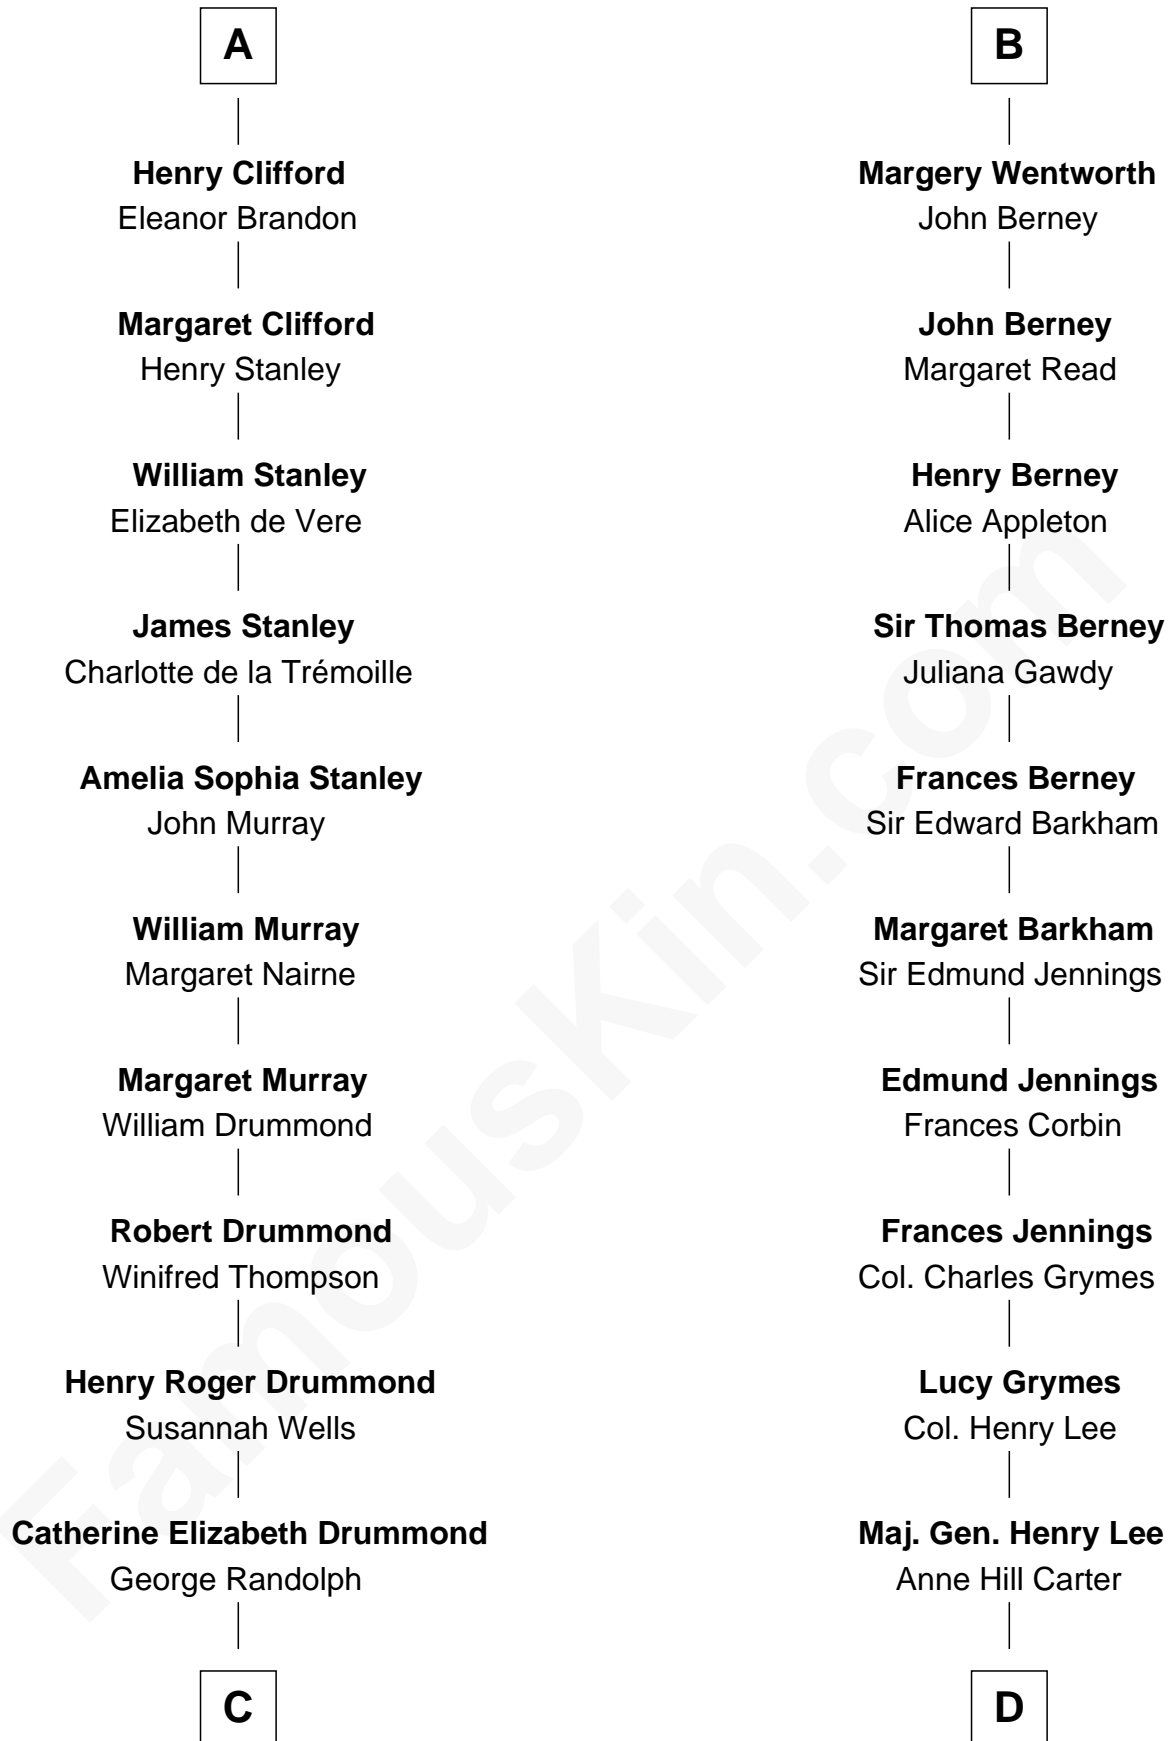 A
Henry Clifford
Eleanor Brandon
Margaret Clifford
Henry Stanley
William Stanley
Elizabeth de Vere
James Stanley
Charlotte de la Trémoille
Amelia Sophia Stanley
John Murray
William Murray
Margaret Nairne
Margaret Murray
William Drummond
Robert Drummond
Winifred Thompson
Henry Roger Drummond
Susannah Wells
Catherine Elizabeth Drummond
George Randolph
C
B
Margery Wentworth
John Berney
John Berney
Margaret Read
Henry Berney
Alice Appleton
Sir Thomas Berney
Juliana Gawdy
Frances Berney
Sir Edward Barkham
Margaret Barkham
Sir Edmund Jennings
Edmund Jennings
Frances Corbin
Frances Jennings
Col. Charles Grymes
Lucy Grymes
Col. Henry Lee
Maj. Gen. Henry Lee
Anne Hill Carter
D
FamousKin.com